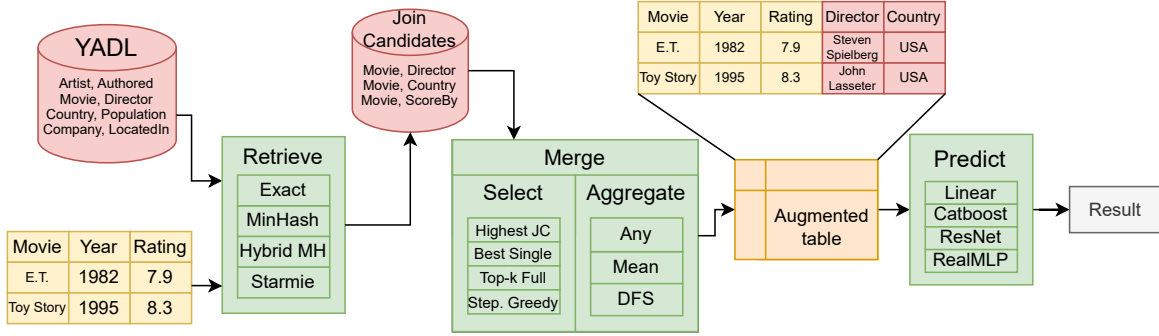 YADL
Artist, Authored
Movie, Director
Country, Population
Company, LocatedIn
Movie Year Rating
E.T. 1982 7.9
Toy Story 1995 8.3
Retrieve
Exact
MinHash
Hybrid MH
Starmie
Join
Candidates
Movie, Director
Movie, Country
Movie, ScoreBy
Merge
Select
Highest JC
Best Single
Top-k Full
Step. Greedy
Aggregate
Any
Mean
DFS
Movie Year Rating Director Country
E.T. 1982 7.9 Steven Spielberg USA
Toy Story 1995 8.3 John Lasseter USA
Augmented
table
Predict
Linear
Catboost
ResNet
RealMLP
Result